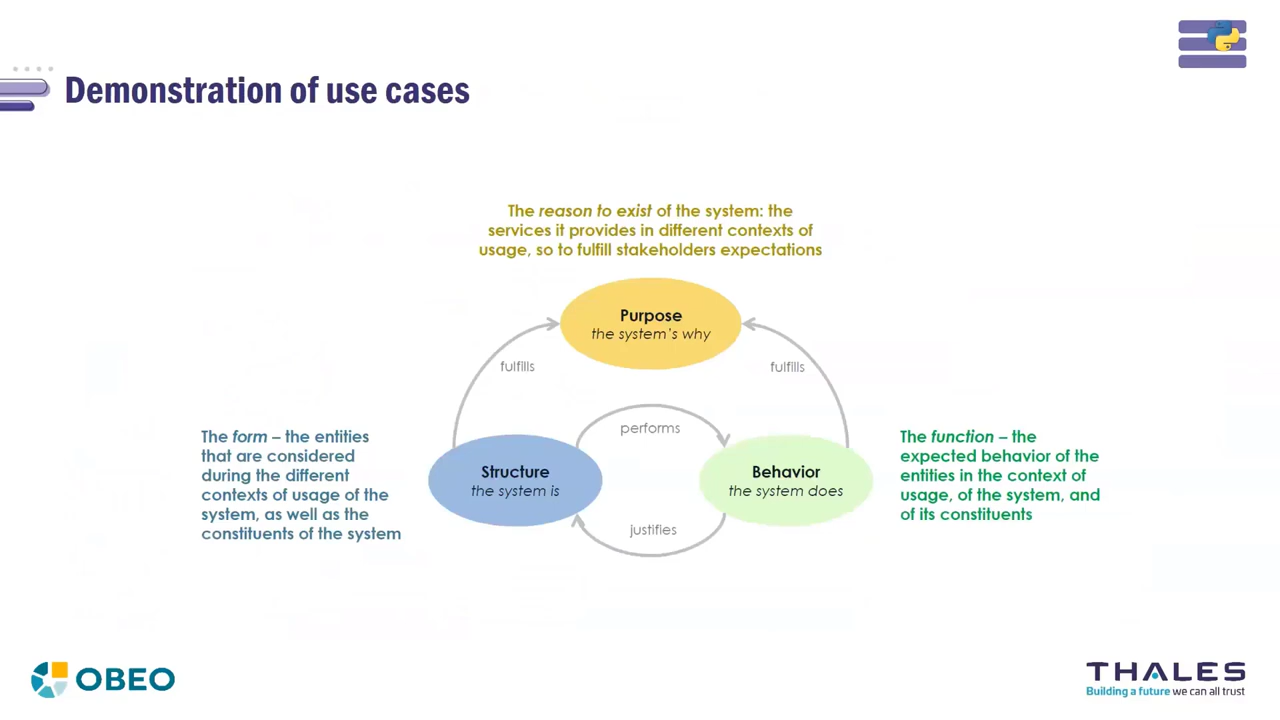 Demonstration of use cases
The reason to exist of the system: the
services it provides in different contexts of
usage, so to fulfill stakeholders expectations
Purpose
the system's why
fulfills
fulfills
performs
The form – the entities
that are considered
during the different
contexts of usage of the
system, as well as the
constituents of the system
Structure
the system is
Behavior
the system does
The function – the
expected behavior of the
entities in the context of
usage, of the system, and
of its constituents
justifies
OBEO
THALES
Building a future we can all trust